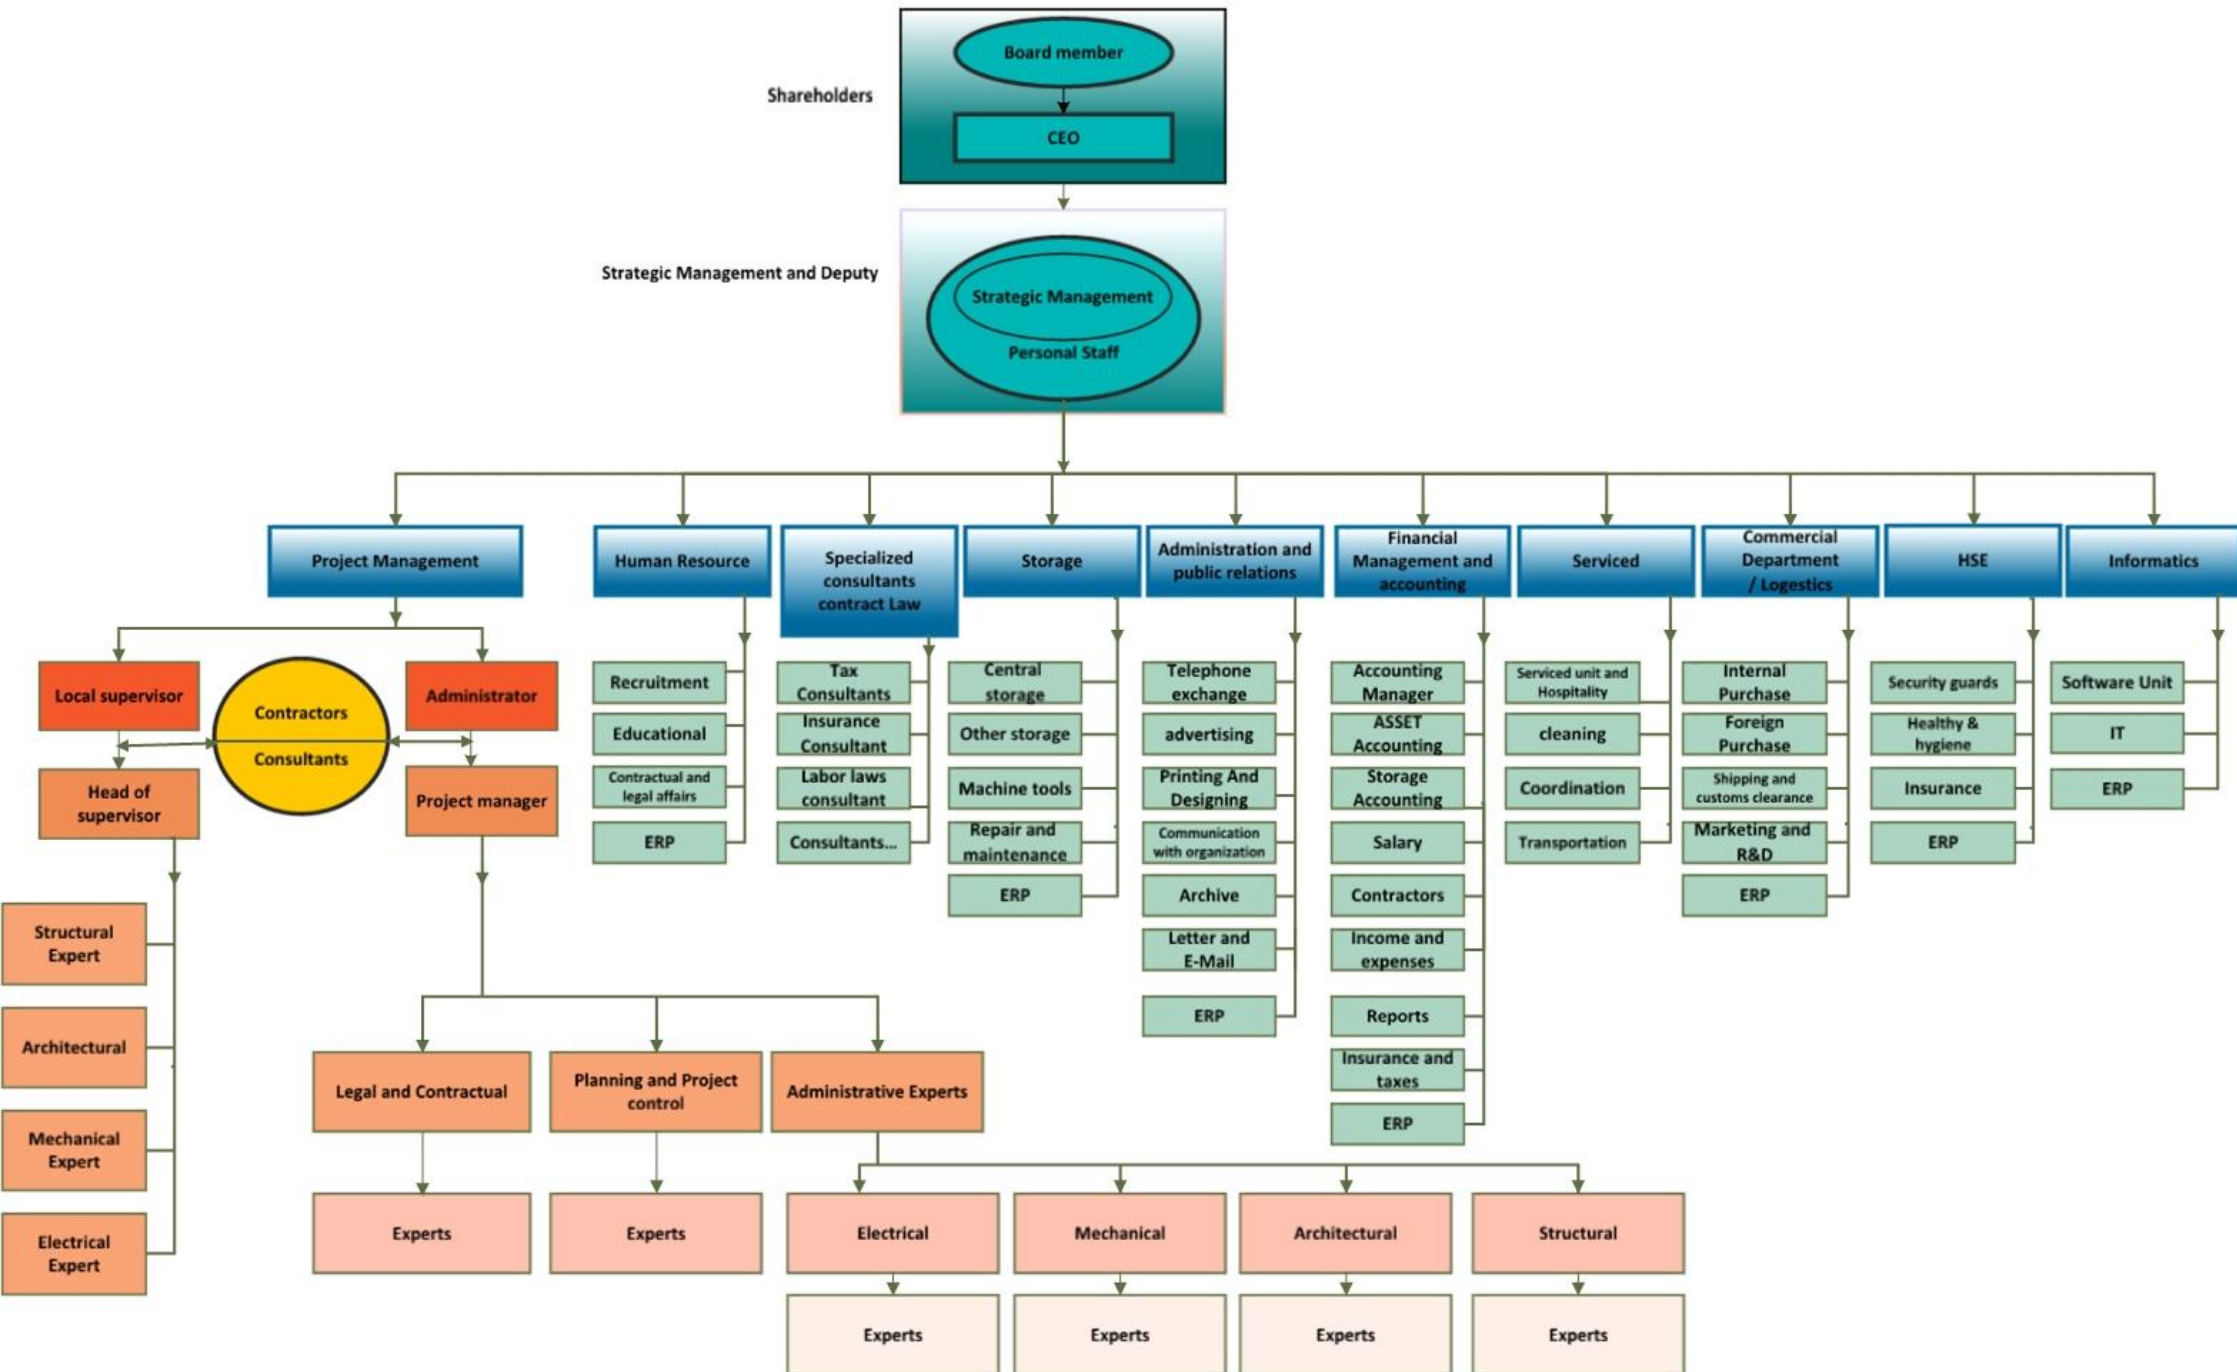 Board member
Shareholders
CEO
Strategic Management and Deputy
Strategic Management
Personal Staff
Project Management
Human Resource
Specialized
consultants
contract Law
Storage
Administration and
public relations
Financial
Management and
accounting
Serviced
Commercial
Department
/ Logestics
HSE
Informatics
Local supervisor
Contractors
Consultants
Administrator
Head of
supervisor
Project manager
Structural
Expert
Architectural
Mechanical
Expert
Electrical
Expert
Recruitment
Educational
Contractual and
legal affairs
ERP
Tax
Consultants
Insurance
Consultant
Labor laws
consultant
Consultants...
Central
storage
Other storage
Machine tools
Repair and
maintenance
ERP
Telephone
exchange
advertising
Printing And
Designing
Communication
with organization
Archive
Letter and
E-Mail
ERP
Accounting
Manager
ASSET
Accounting
Storage
Accounting
Salary
Contractors
Income and
expenses
Reports
Insurance and
taxes
ERP
Serviced unit and
Hospitality
cleaning
Coordination
Transportation
Internal
Purchase
Foreign
Purchase
Shipping and
customs clearance
Marketing and
R&D
ERP
Security guards
Healthy &
hygiene
Insurance
ERP
Software Unit
IT
ERP
Legal and Contractual
Planning and Project
control
Administrative Experts
Experts
Experts
Electrical
Mechanical
Architectural
Structural
Experts
Experts
Experts
Experts